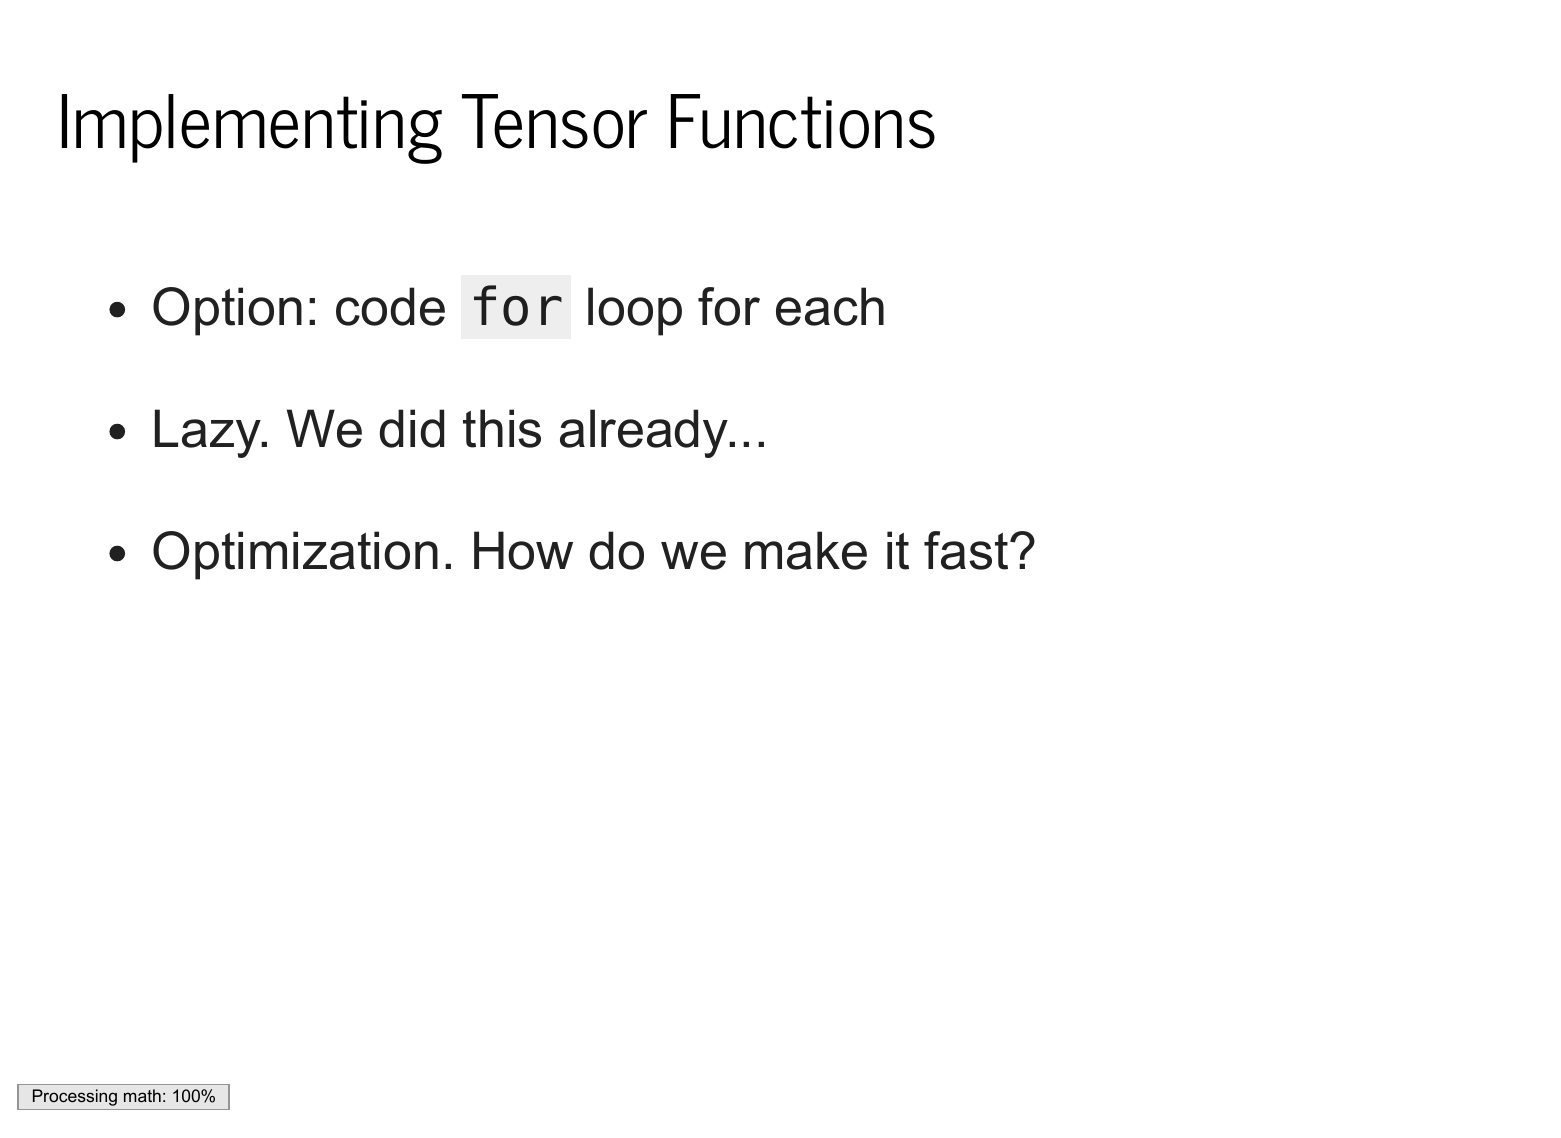 Implementing Tensor Functions
• Option: code for loop for each
• Lazy. We did this already...
• Optimization. How do we make it fast?
Processing math: 100%